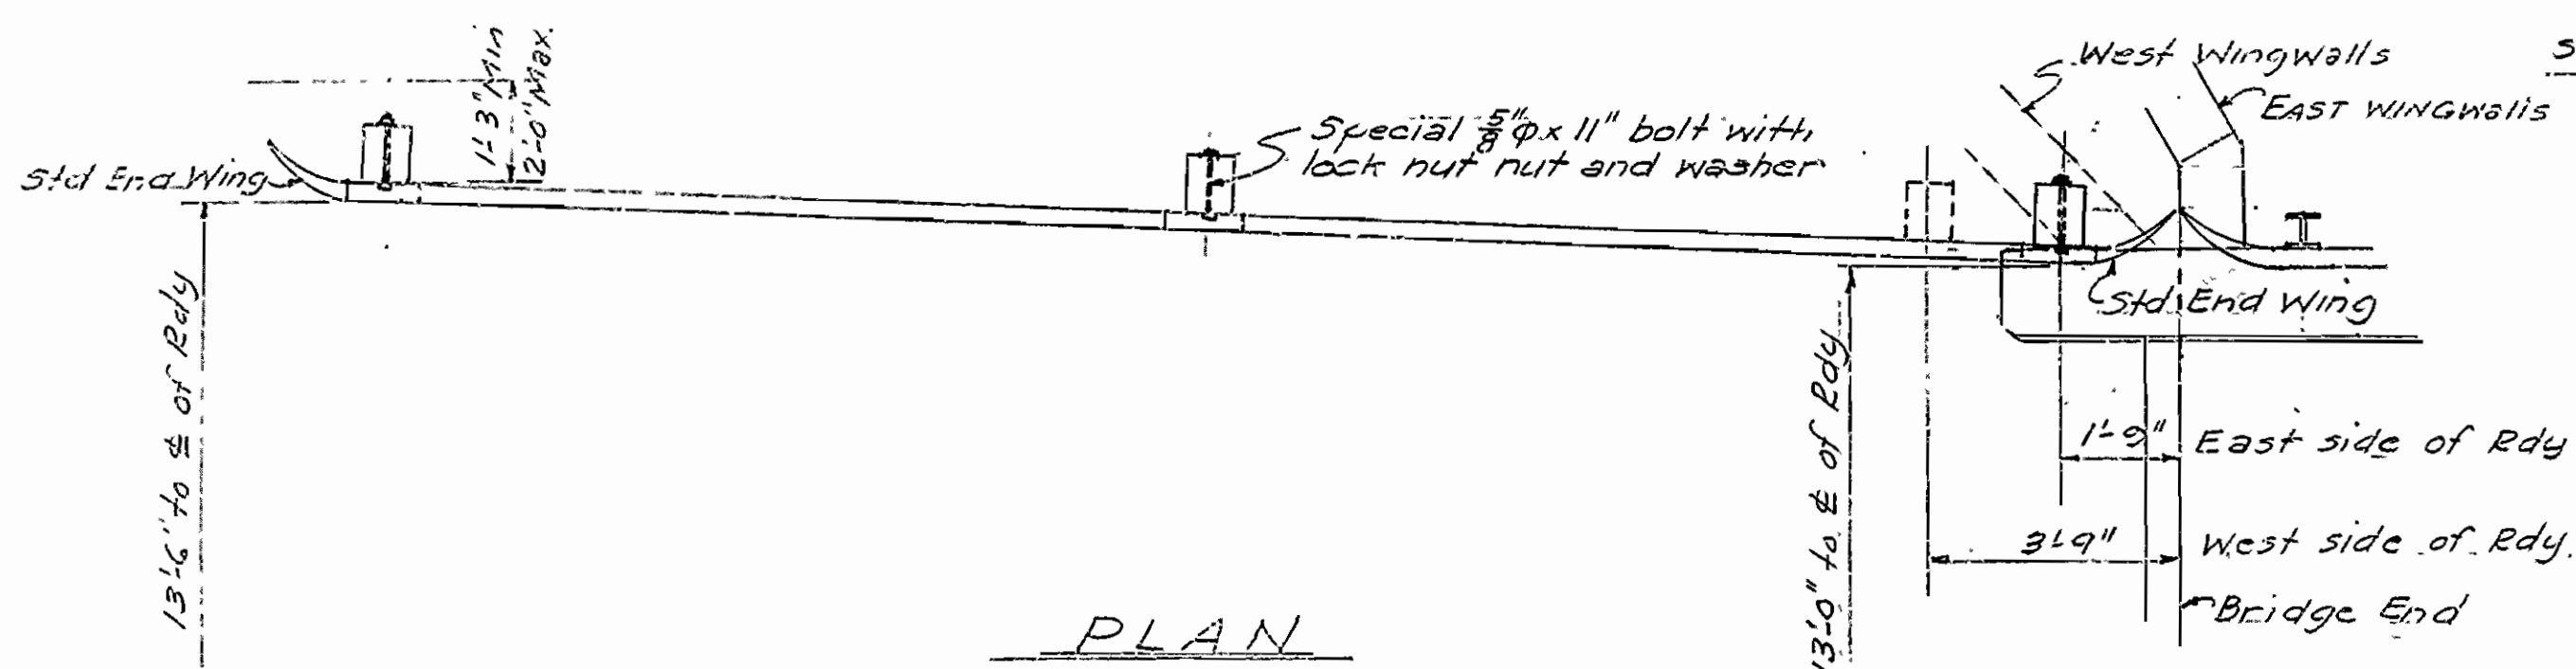 1'-3" Min
2'-0" Max.
Std End Wing
Special 5/8" φ x 11" bolt with
lock nut nut and washer
West Wingwalls
EAST WINGWallS
S
Std End Wing
13'-6" to ℄ of Rdy
13'-0" to ℄ of Rdy
1'-9" East side of Rdy
3'-9" West side of Rdy.
Bridge End
PLAN